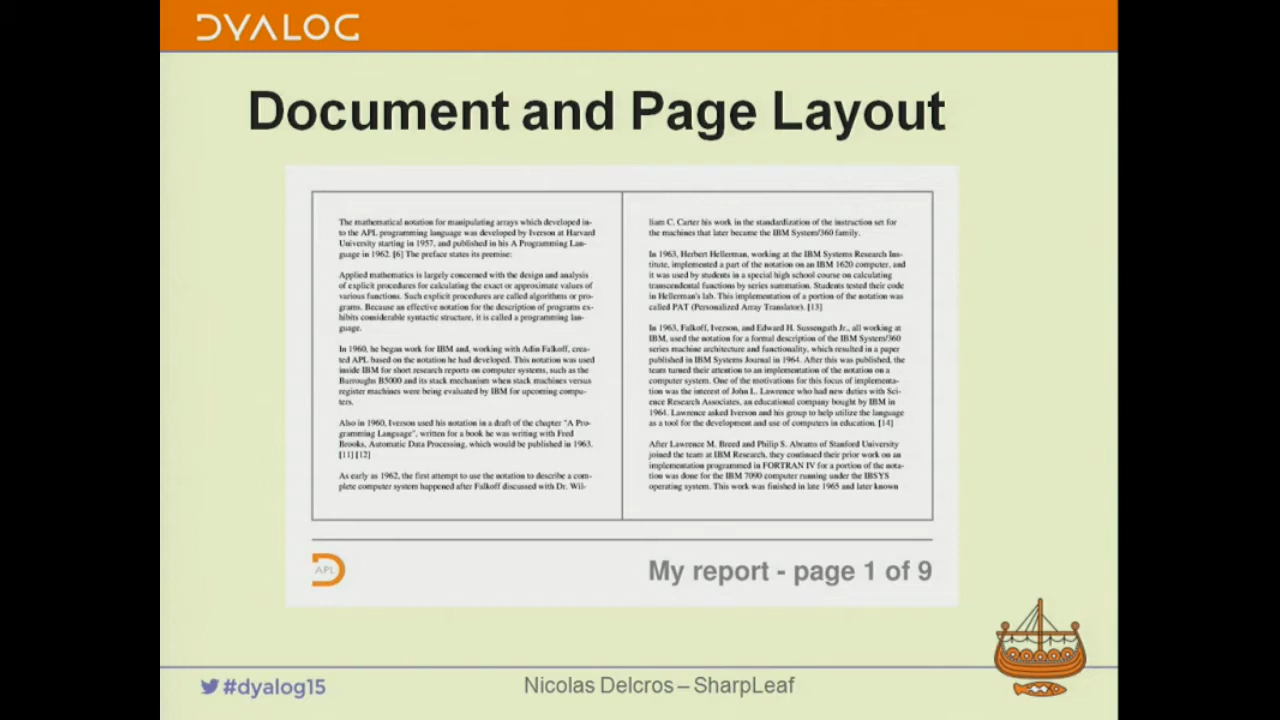 DYALOG
Document and Page Layout
The mathematical notation for manipulating arrays which developed in-
to the APL programming language was developed by Iverson at Harvard
University starting in 1957, and published in his A Programming Lan-
guage in 1962. [6] The preface states its premise:
Applied mathematics is largely concerned with the design and analysis
of explicit procedures for calculating the exact or approximate values of
various functions. Such explicit procedures are called algorithms or pro-
grams. Because an effective notation for the description of programs ex-
hibits considerable syntactic structure, it is called a programming lan-
guage.
In 1960, he began work for IBM and, working with Adin Falkoff, crea-
ted APL based on the notation he had developed. This notation was used
inside IBM for short research reports on computer systems, such as the
Burroughs B5000 and its stack mechanism when stack machines versus
register machines were being evaluated by IBM for upcoming compu-
ters.
Also in 1960, Iverson used his notation in a draft of the chapter "A Pro-
gramming Language", written for a book he was writing with Fred
Brooks, Automatic Data Processing, which would be published in 1963.
[11] [12]
As early as 1962, the first attempt to use the notation to describe a com-
plete computer system happened after Falkoff discussed with Dr. Wil-
liam C. Carter his work in the standardization of the instruction set for
the machines that later became the IBM System/360 family.
In 1963, Herbert Hellerman, working at the IBM Systems Research Ins-
titute, implemented a part of the notation on an IBM 1620 computer, and
it was used by students in a special high school course on calculating
transcendental functions by series summation. Students tested their code
in Hellerman's lab. This implementation of a portion of the notation was
called PAT (Personalized Array Translator). [13]
In 1963, Falkoff, Iverson, and Edward H. Sussenguth Jr., all working at
IBM, used the notation for a formal description of the IBM System/360
series machine architecture and functionality, which resulted in a paper
published in IBM Systems Journal in 1964. After this was published, the
team turned their attention to an implementation of the notation on a
computer system. One of the motivations for this focus of implementa-
tion was the interest of John L. Lawrence who had new duties with Sci-
ence Research Associates, an educational company bought by IBM in
1964. Lawrence asked Iverson and his group to help utilize the language
as a tool for the development and use of computers in education. [14]
After Lawrence M. Breed and Philip S. Abrams of Stanford University
joined the team at IBM Research, they continued their prior work on an
implementation programmed in FORTRAN IV for a portion of the nota-
tion was done for the IBM 7090 computer running under the IBSYS
operating system. This work was finished in late 1965 and later known
APL
My report - page 1 of 9
#dyalog15
Nicolas Delcros – SharpLeaf